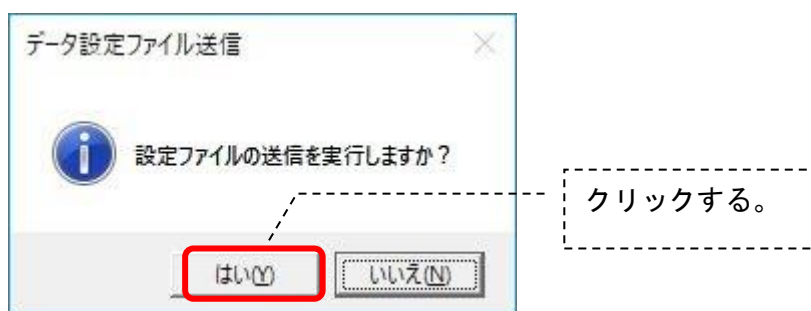 データ設定ファイル送信
設定ファイルの送信を実行しますか？
クリックする。
はい(Y)
いいえ(N)